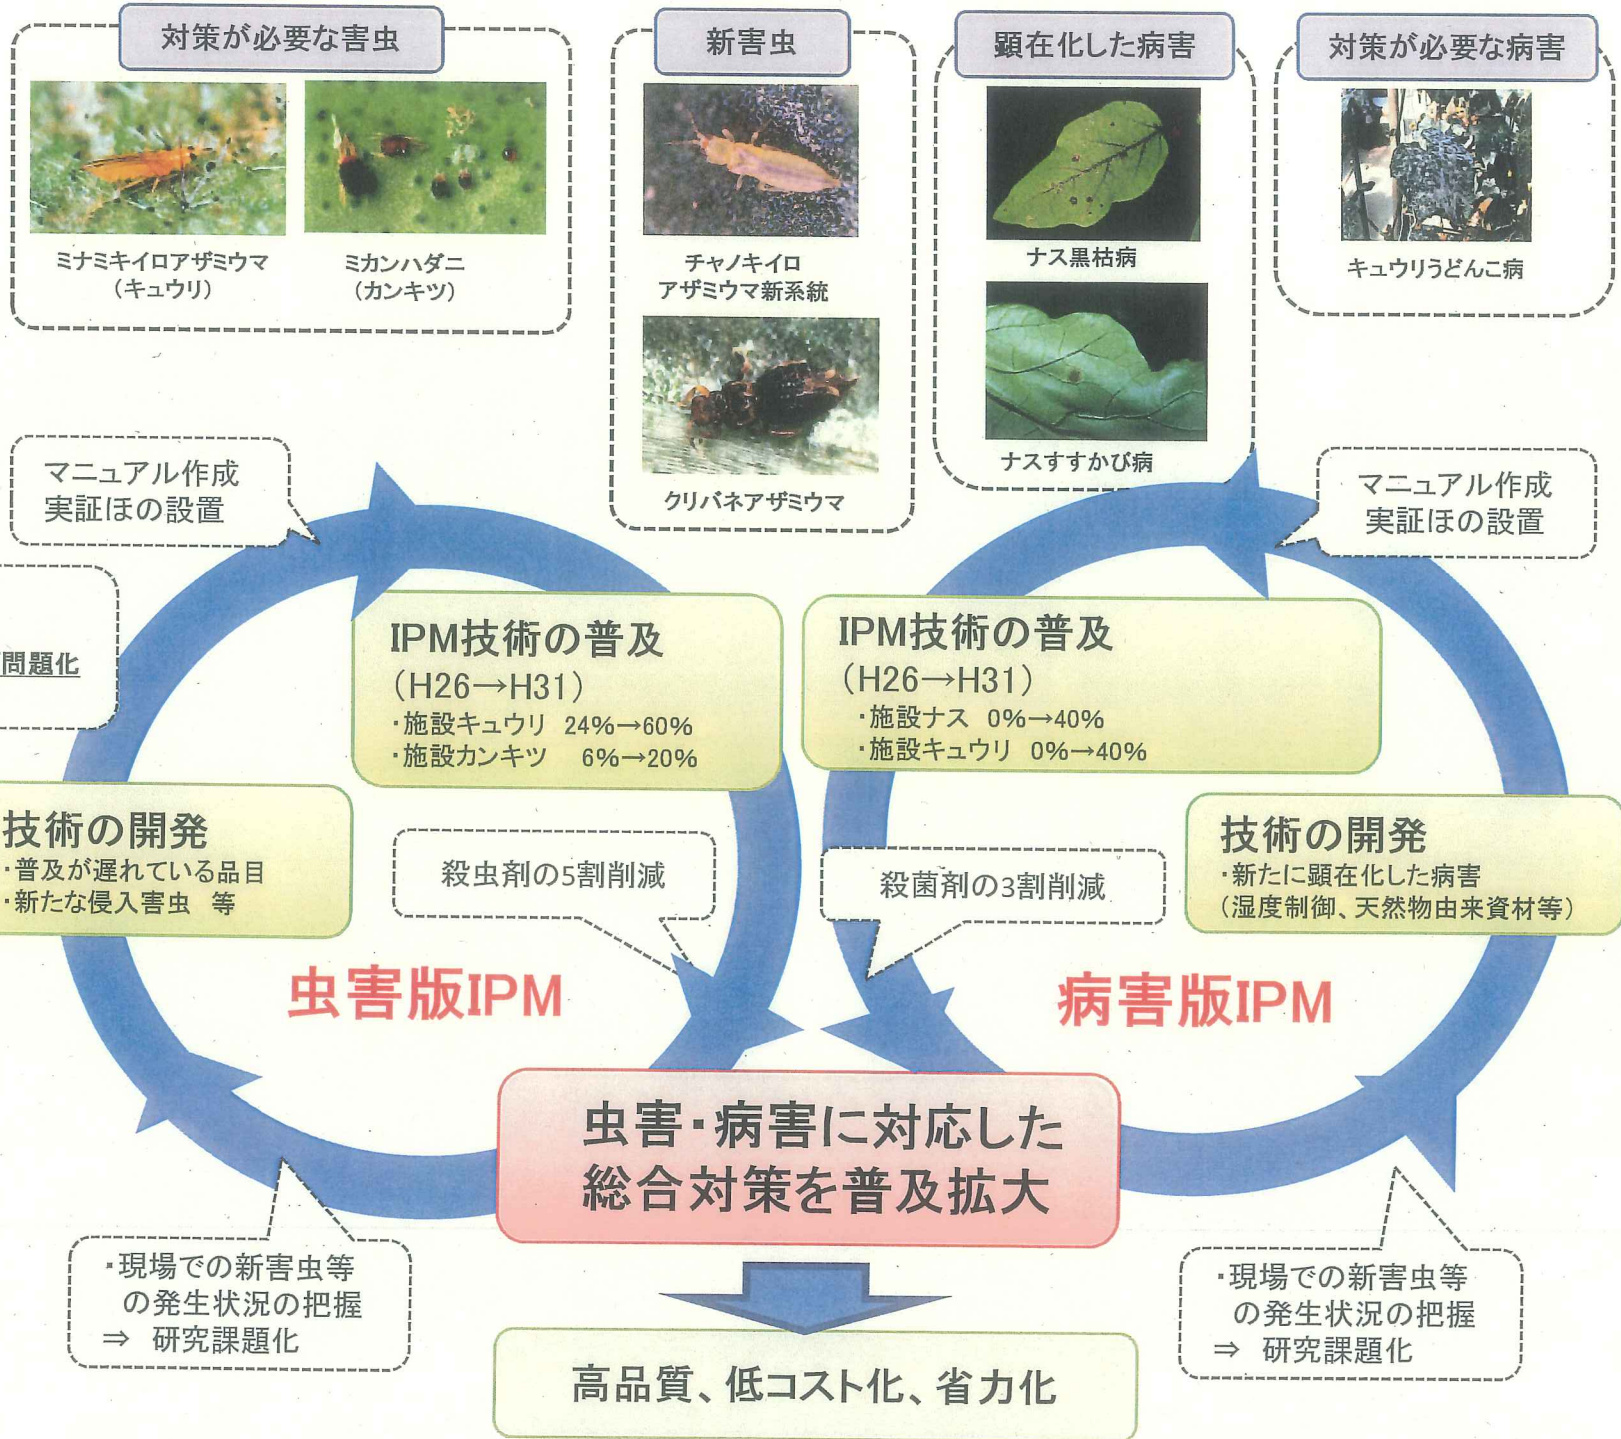 対策が必要な害虫
ミナミキイロアザミウマ
（キュウリ）
ミカンハダニ
（カンキツ）
新害虫
チャノキイロ
アザミウマ新系統
クリバネアザミウマ
顕在化した病害
ナス黒枯病
ナスすすかび病
対策が必要な病害
キュウリうどんこ病
マニュアル作成
実証ほの設置
マニュアル作成
実証ほの設置
問題化
IPM技術の普及
（H26→H31）
・施設キュウリ 24%→60%
・施設カンキツ 6%→20%
IPM技術の普及
（H26→H31）
・施設ナス 0%→40%
・施設キュウリ 0%→40%
技術の開発
・普及が遅れている品目
・新たな侵入害虫 等
殺虫剤の5割削減
殺菌剤の3割削減
技術の開発
・新たに顕在化した病害
（湿度制御、天然物由来資材等）
虫害版IPM
病害版IPM
虫害・病害に対応した
総合対策を普及拡大
・現場での新害虫等
の発生状況の把握
⇒ 研究課題化
・現場での新害虫等
の発生状況の把握
⇒ 研究課題化
高品質、低コスト化、省力化